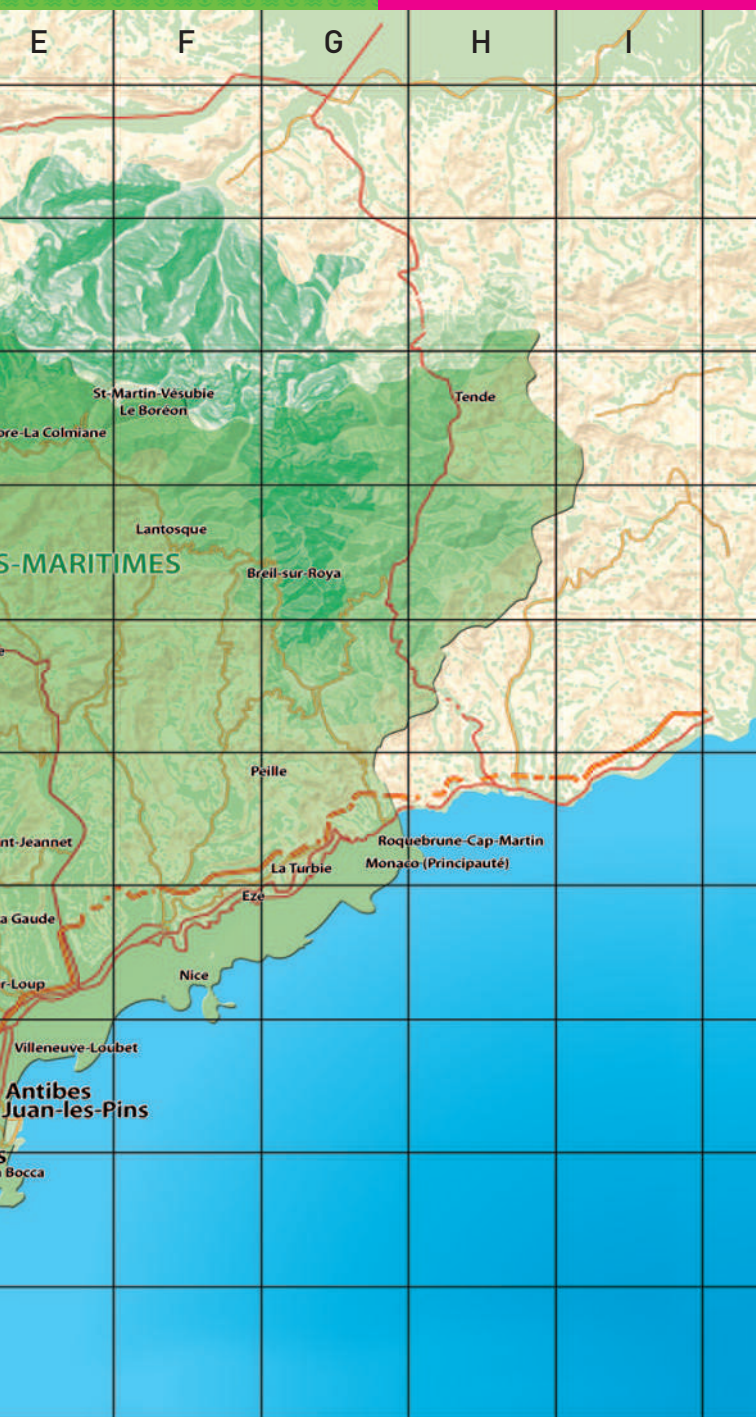 E F G H I
St-Martin-Vésubie
Le Boréon
Tende
ore-La Colmiane
Lantosque
S-MARITIMES
Breil-sur-Roya
e
Peille
nt-Jeannet
Roquebrune-Cap-Martin
Monaco (Principauté)
La Turbie
Eze
a Gaude
Nice
r-Loup
Villeneuve-Loubet
Antibes
Juan-les-Pins
S
Bocca